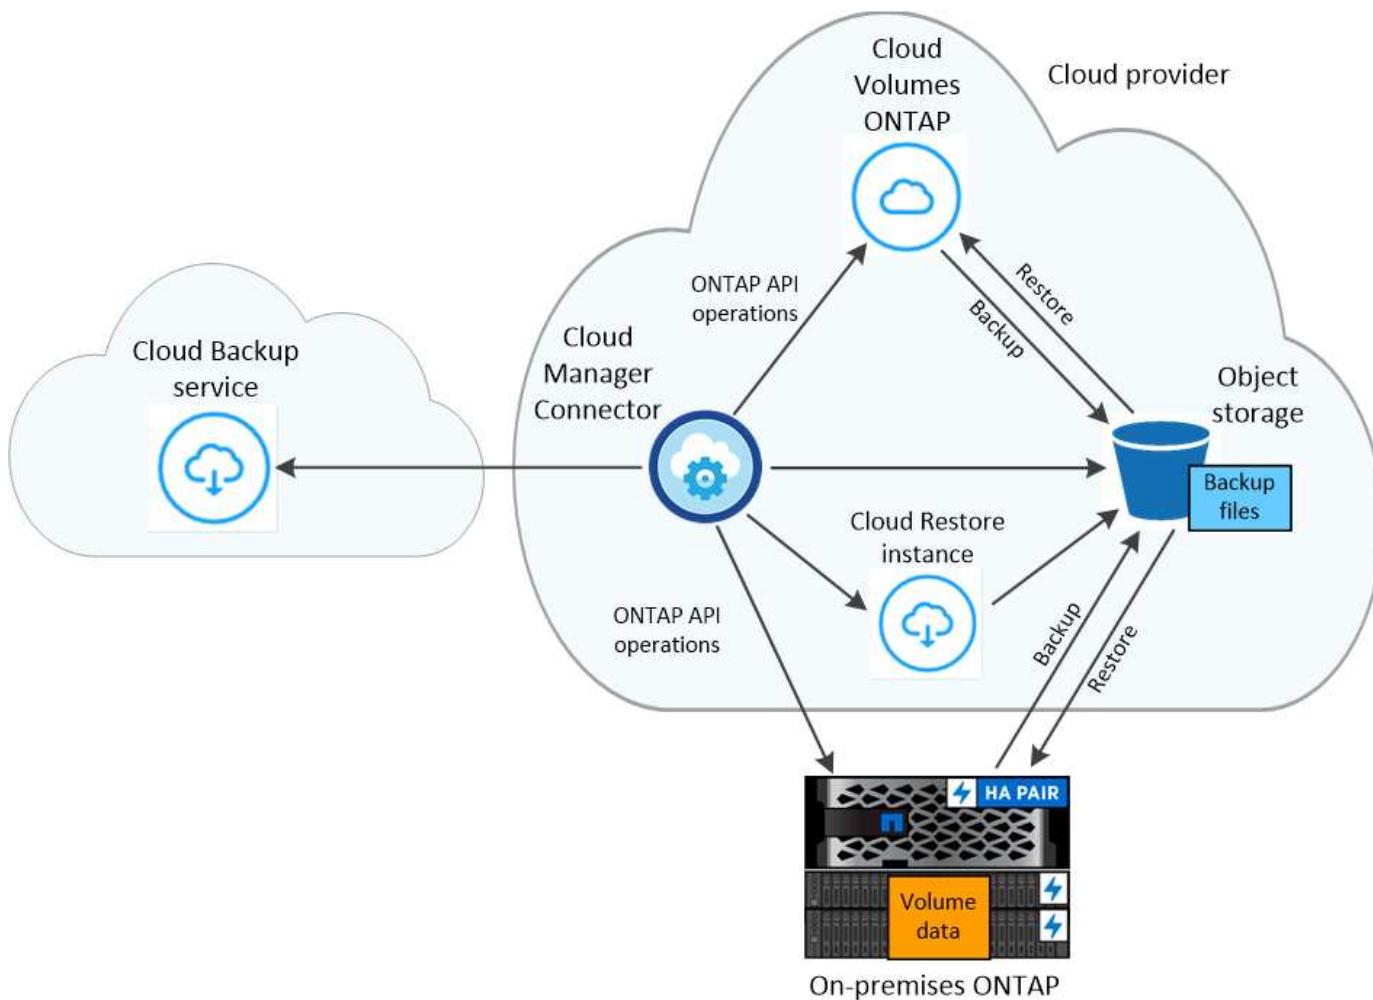 Cloud
Volumes
ONTAP
Cloud provider
ONTAP API
operations
Restore
Backup
Cloud
Manager
Connector
Cloud Backup
service
Object
storage
Backup
files
Cloud Restore
instance
ONTAP API
operations
Backup
Restore
HA PAIR
Volume
data
On-premises ONTAP